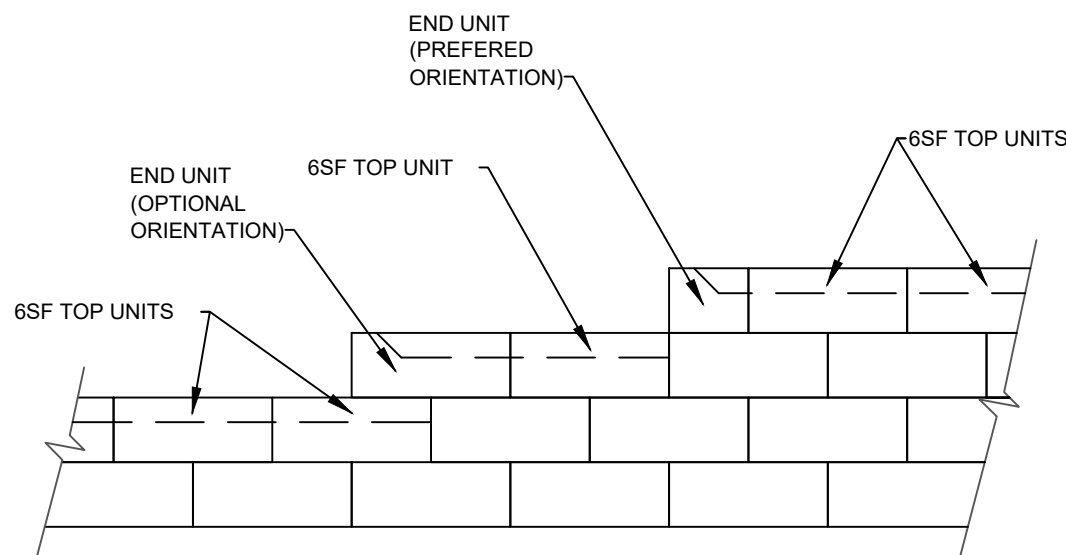 END UNIT
(PREFERED
ORIENTATION)
6SF TOP UNITS
6SF TOP UNIT
END UNIT
(OPTIONAL
ORIENTATION)
6SF TOP UNITS